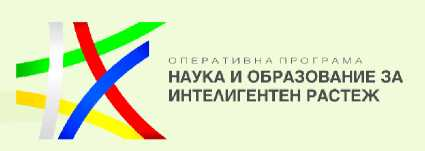 ОПЕРАТИВНА ПРОГРАМА
НАУКА И ОБРАЗОВАНИЕ ЗА
ИНТЕЛИГЕНТЕН РАСТЕЖ